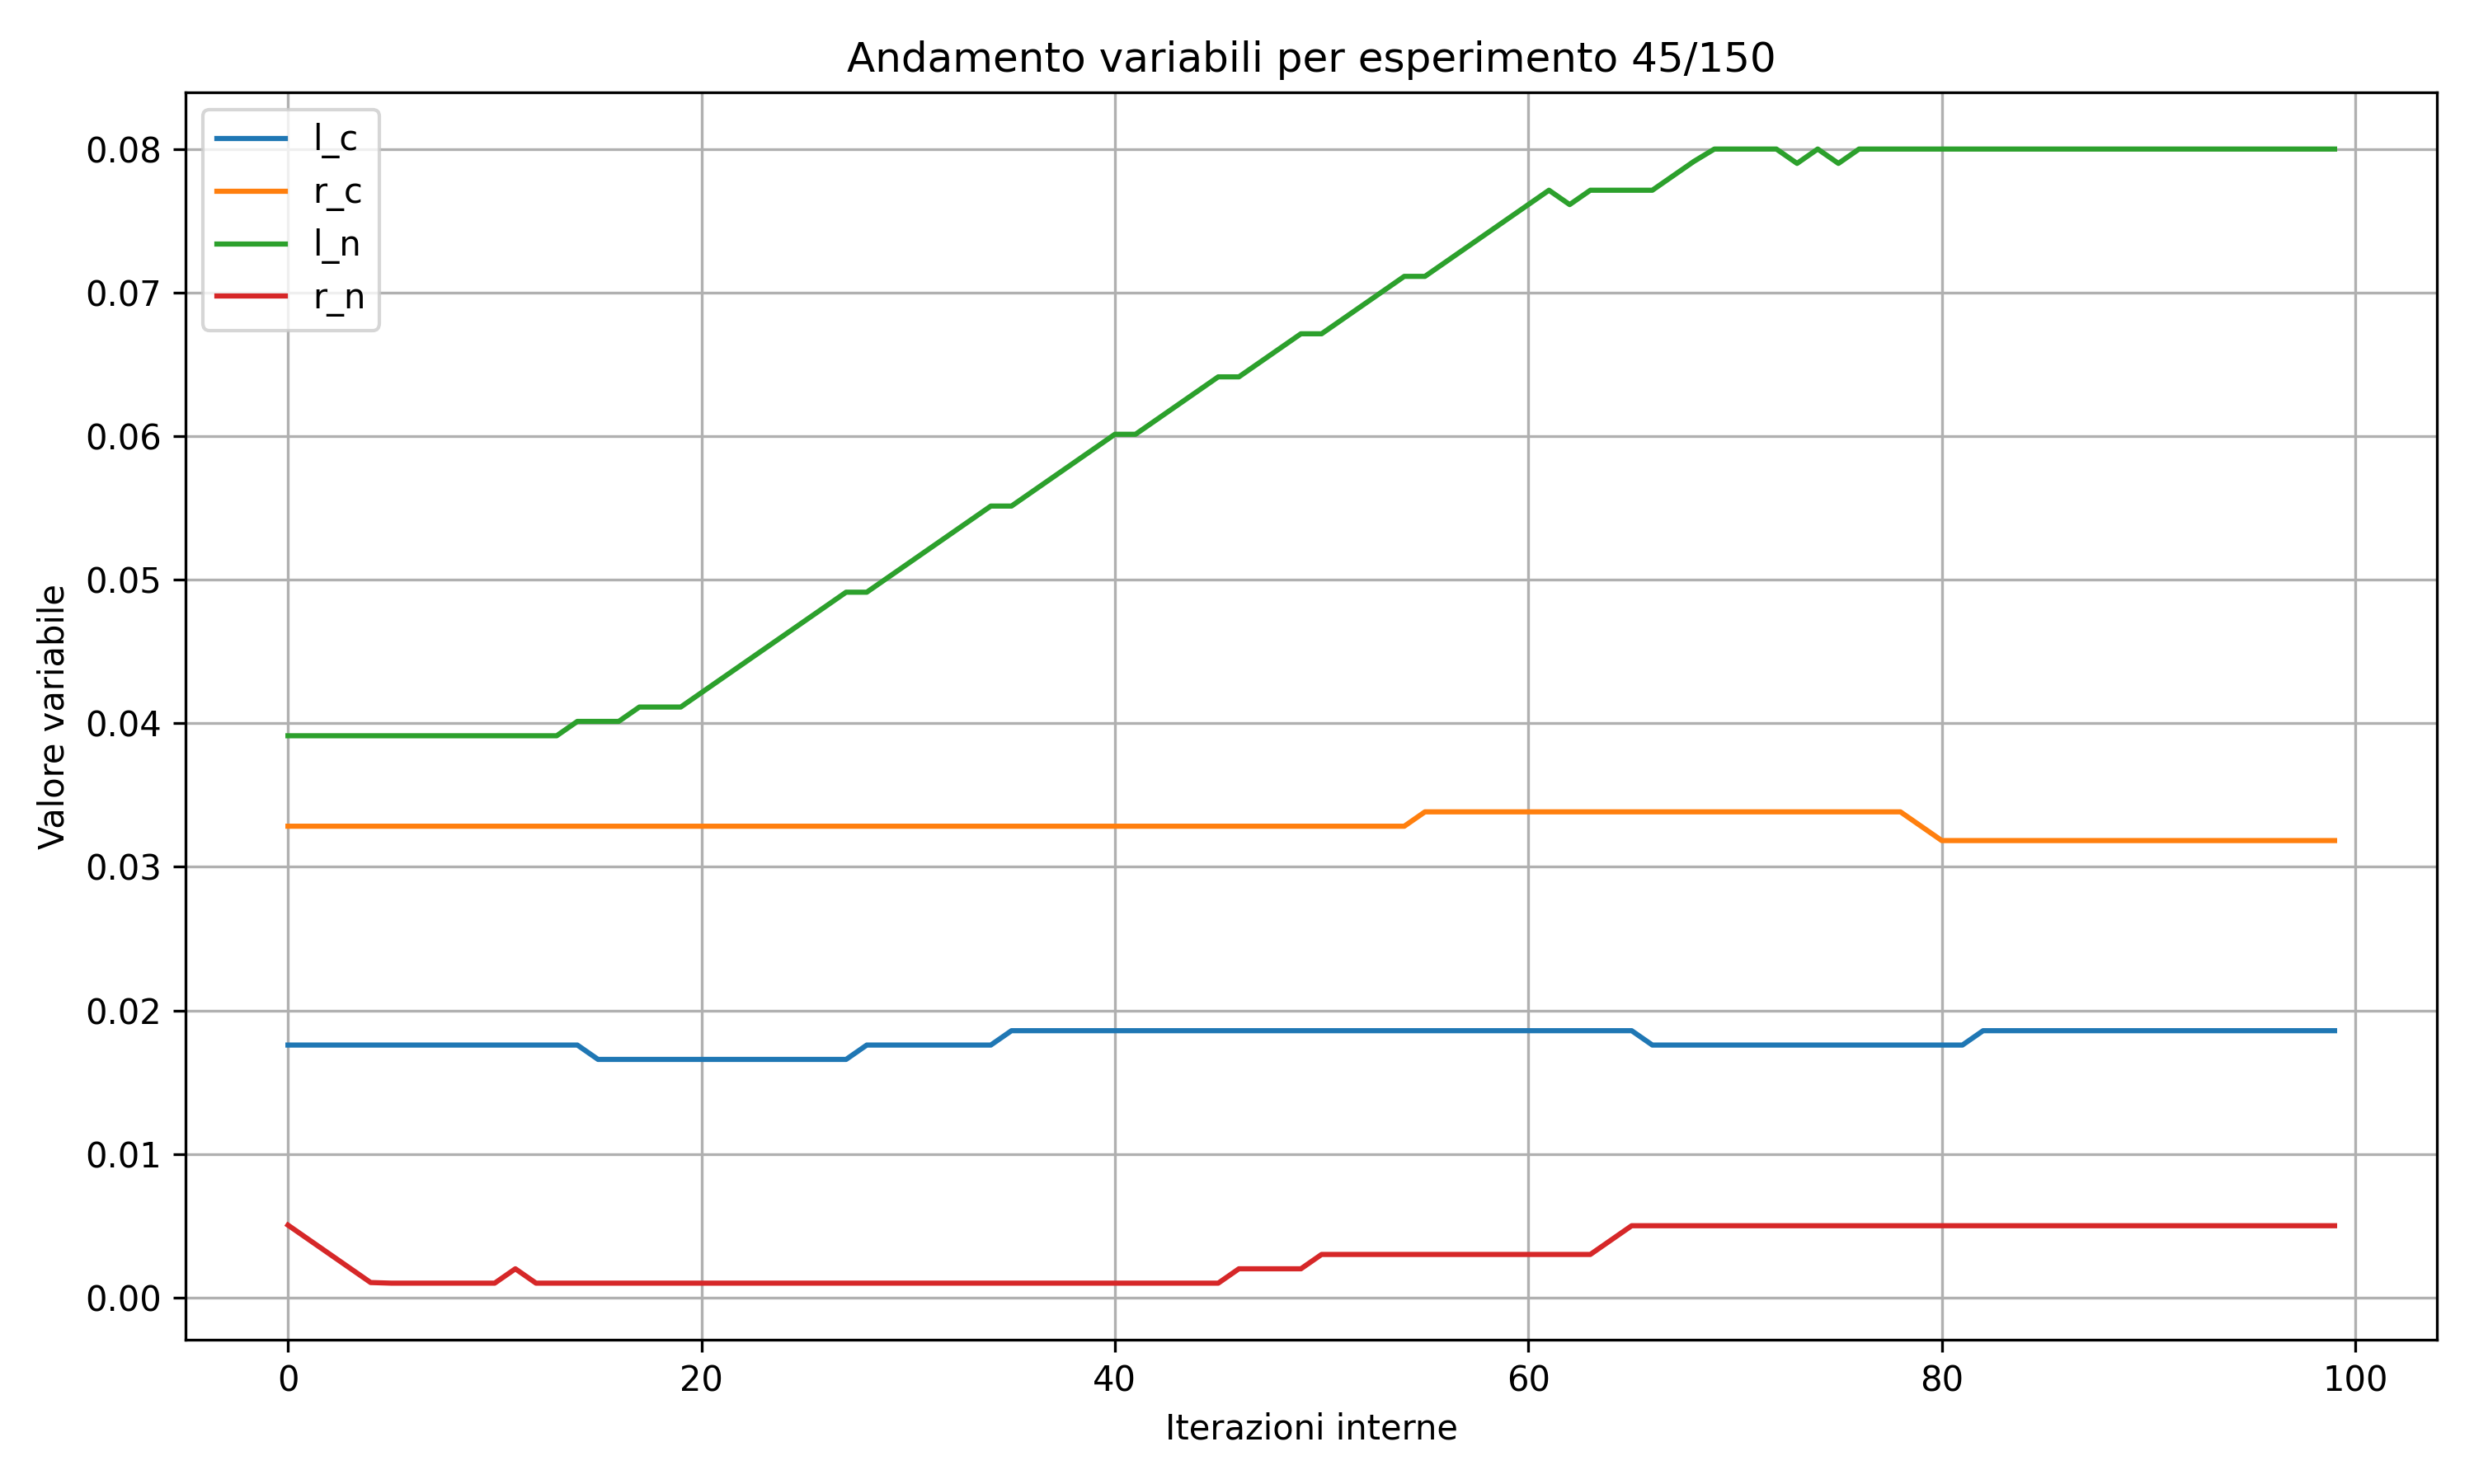 Andamento variabili per esperimento 45/150
l_c
r_c
l_n
r_n
Valore variabile
0.08
0.07
0.06
0.05
0.04
0.03
0.02
0.01
0.00
0 20 40 60 80 100
Iterazioni interne